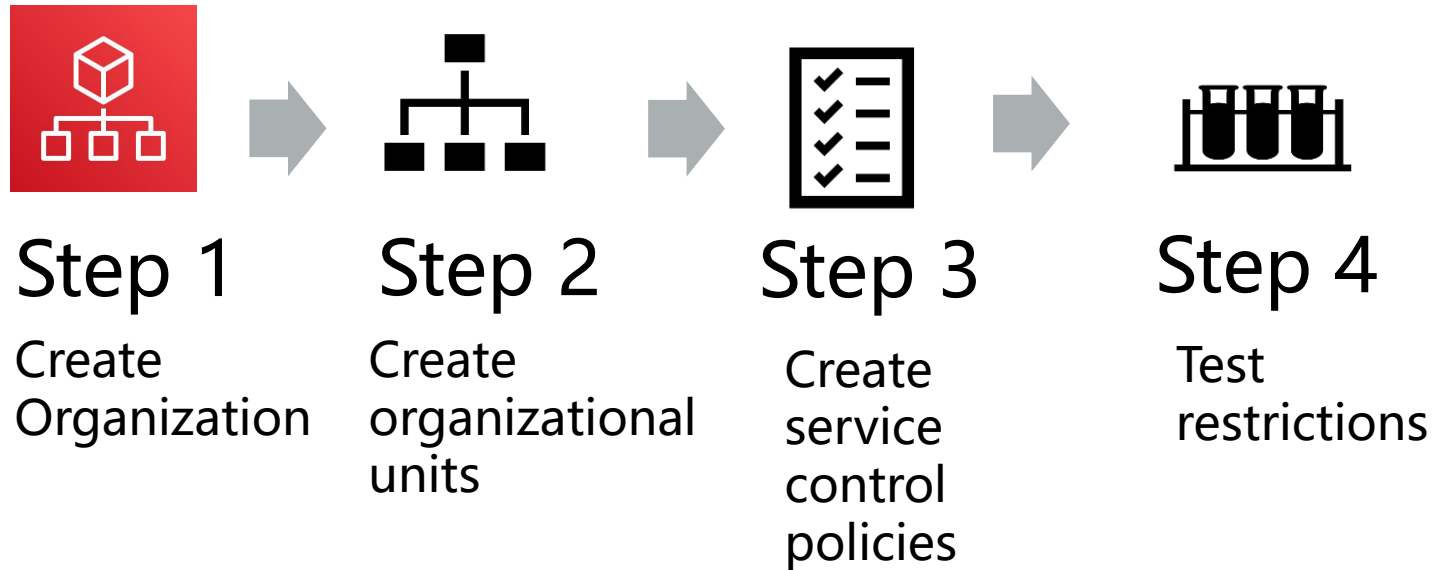 Step 1
Create
Organization
Step 2
Create
organizational
units
Step 3
Create
service
control
policies
Step 4
Test
restrictions